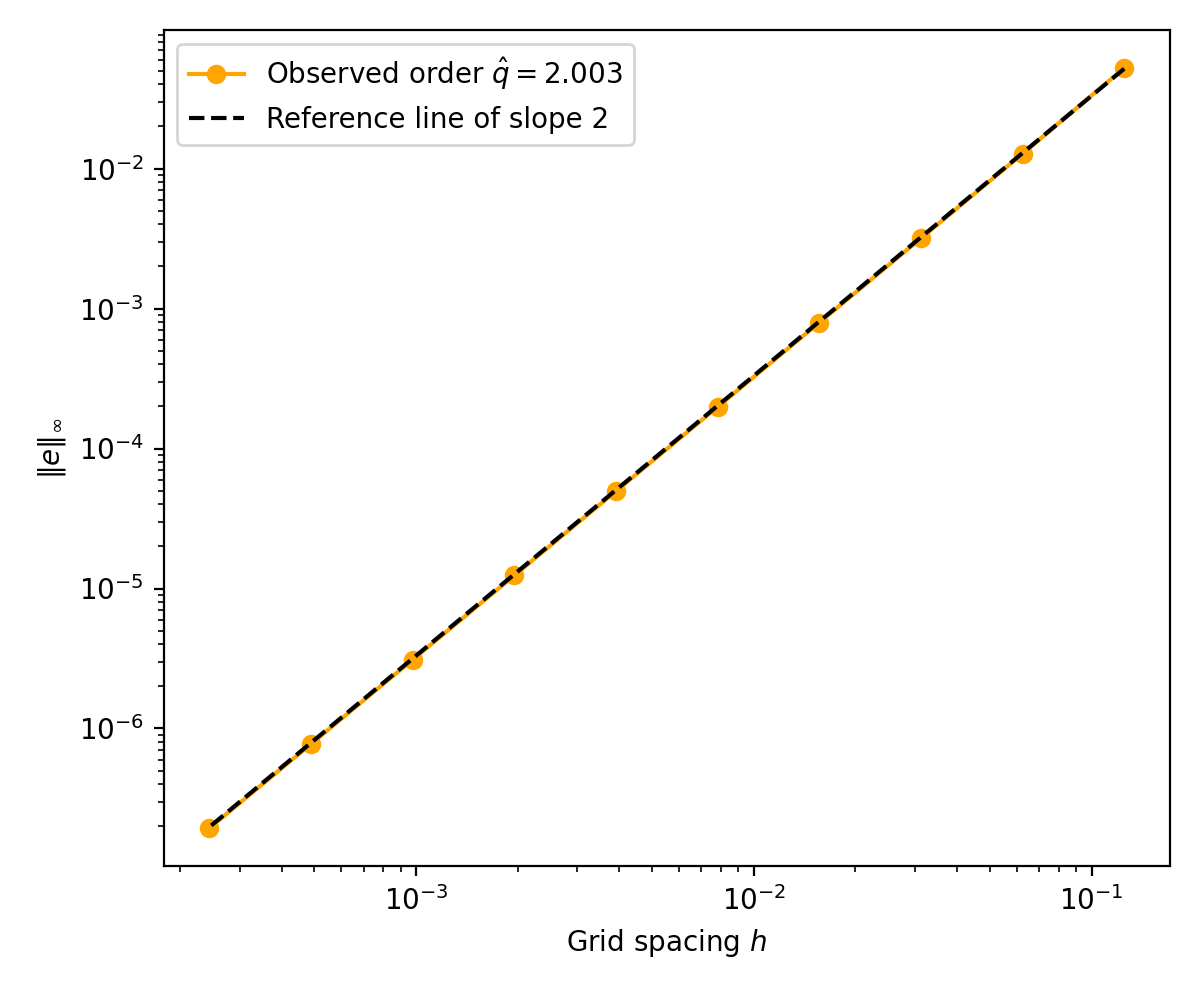 Observed order $\hat{q} = 2.003$
Reference line of slope 2
10⁻²
10⁻³
10⁻⁴
10⁻⁵
10⁻⁶
‖e‖∞
10⁻³
10⁻²
10⁻¹
Grid spacing h